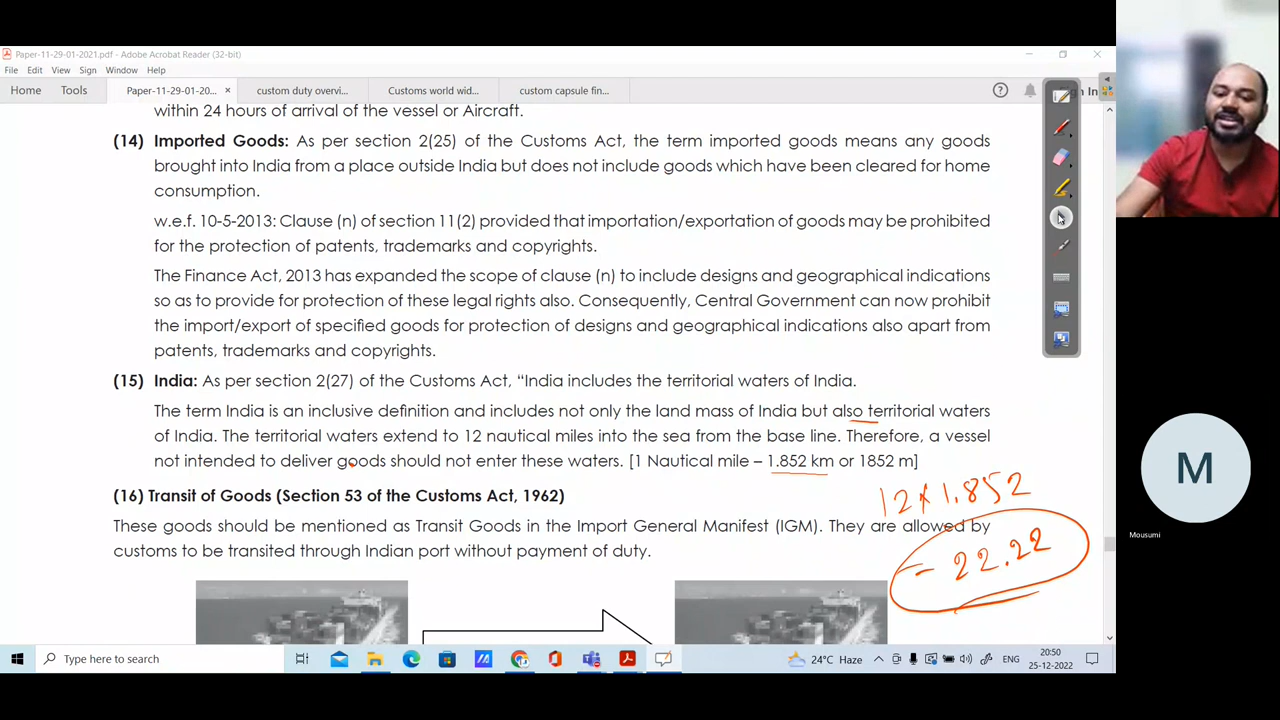 Paper-11-29-01-2021.pdf - Adobe Acrobat Reader (32-bit)
File Edit View Sign Window Help
Home Tools Paper-11-29-01-20... × custom duty overvi... Customs world wid... custom capsule fin... In
within 24 hours of arrival of the vessel or Aircraft.
(14) Imported Goods: As per section 2(25) of the Customs Act, the term imported goods means any goods
brought into India from a place outside India but does not include goods which have been cleared for home
consumption.
w.e.f. 10-5-2013: Clause (n) of section 11(2) provided that importation/exportation of goods may be prohibited
for the protection of patents, trademarks and copyrights.
The Finance Act, 2013 has expanded the scope of clause (n) to include designs and geographical indications
so as to provide for protection of these legal rights also. Consequently, Central Government can now prohibit
the import/export of specified goods for protection of designs and geographical indications also apart from
patents, trademarks and copyrights.
(15) India: As per section 2(27) of the Customs Act, “India includes the territorial waters of India.
The term India is an inclusive definition and includes not only the land mass of India but also territorial waters
of India. The territorial waters extend to 12 nautical miles into the sea from the base line. Therefore, a vessel
not intended to deliver goods should not enter these waters. [1 Nautical mile – 1.852 km or 1852 m]
12 × 1.852
(16) Transit of Goods (Section 53 of the Customs Act, 1962)
These goods should be mentioned as Transit Goods in the Import General Manifest (IGM). They are allowed by
customs to be transited through Indian port without payment of duty.
= 22.22
M
Mousumi
Type here to search
24°C Haze
ENG
20:50
25-12-2022